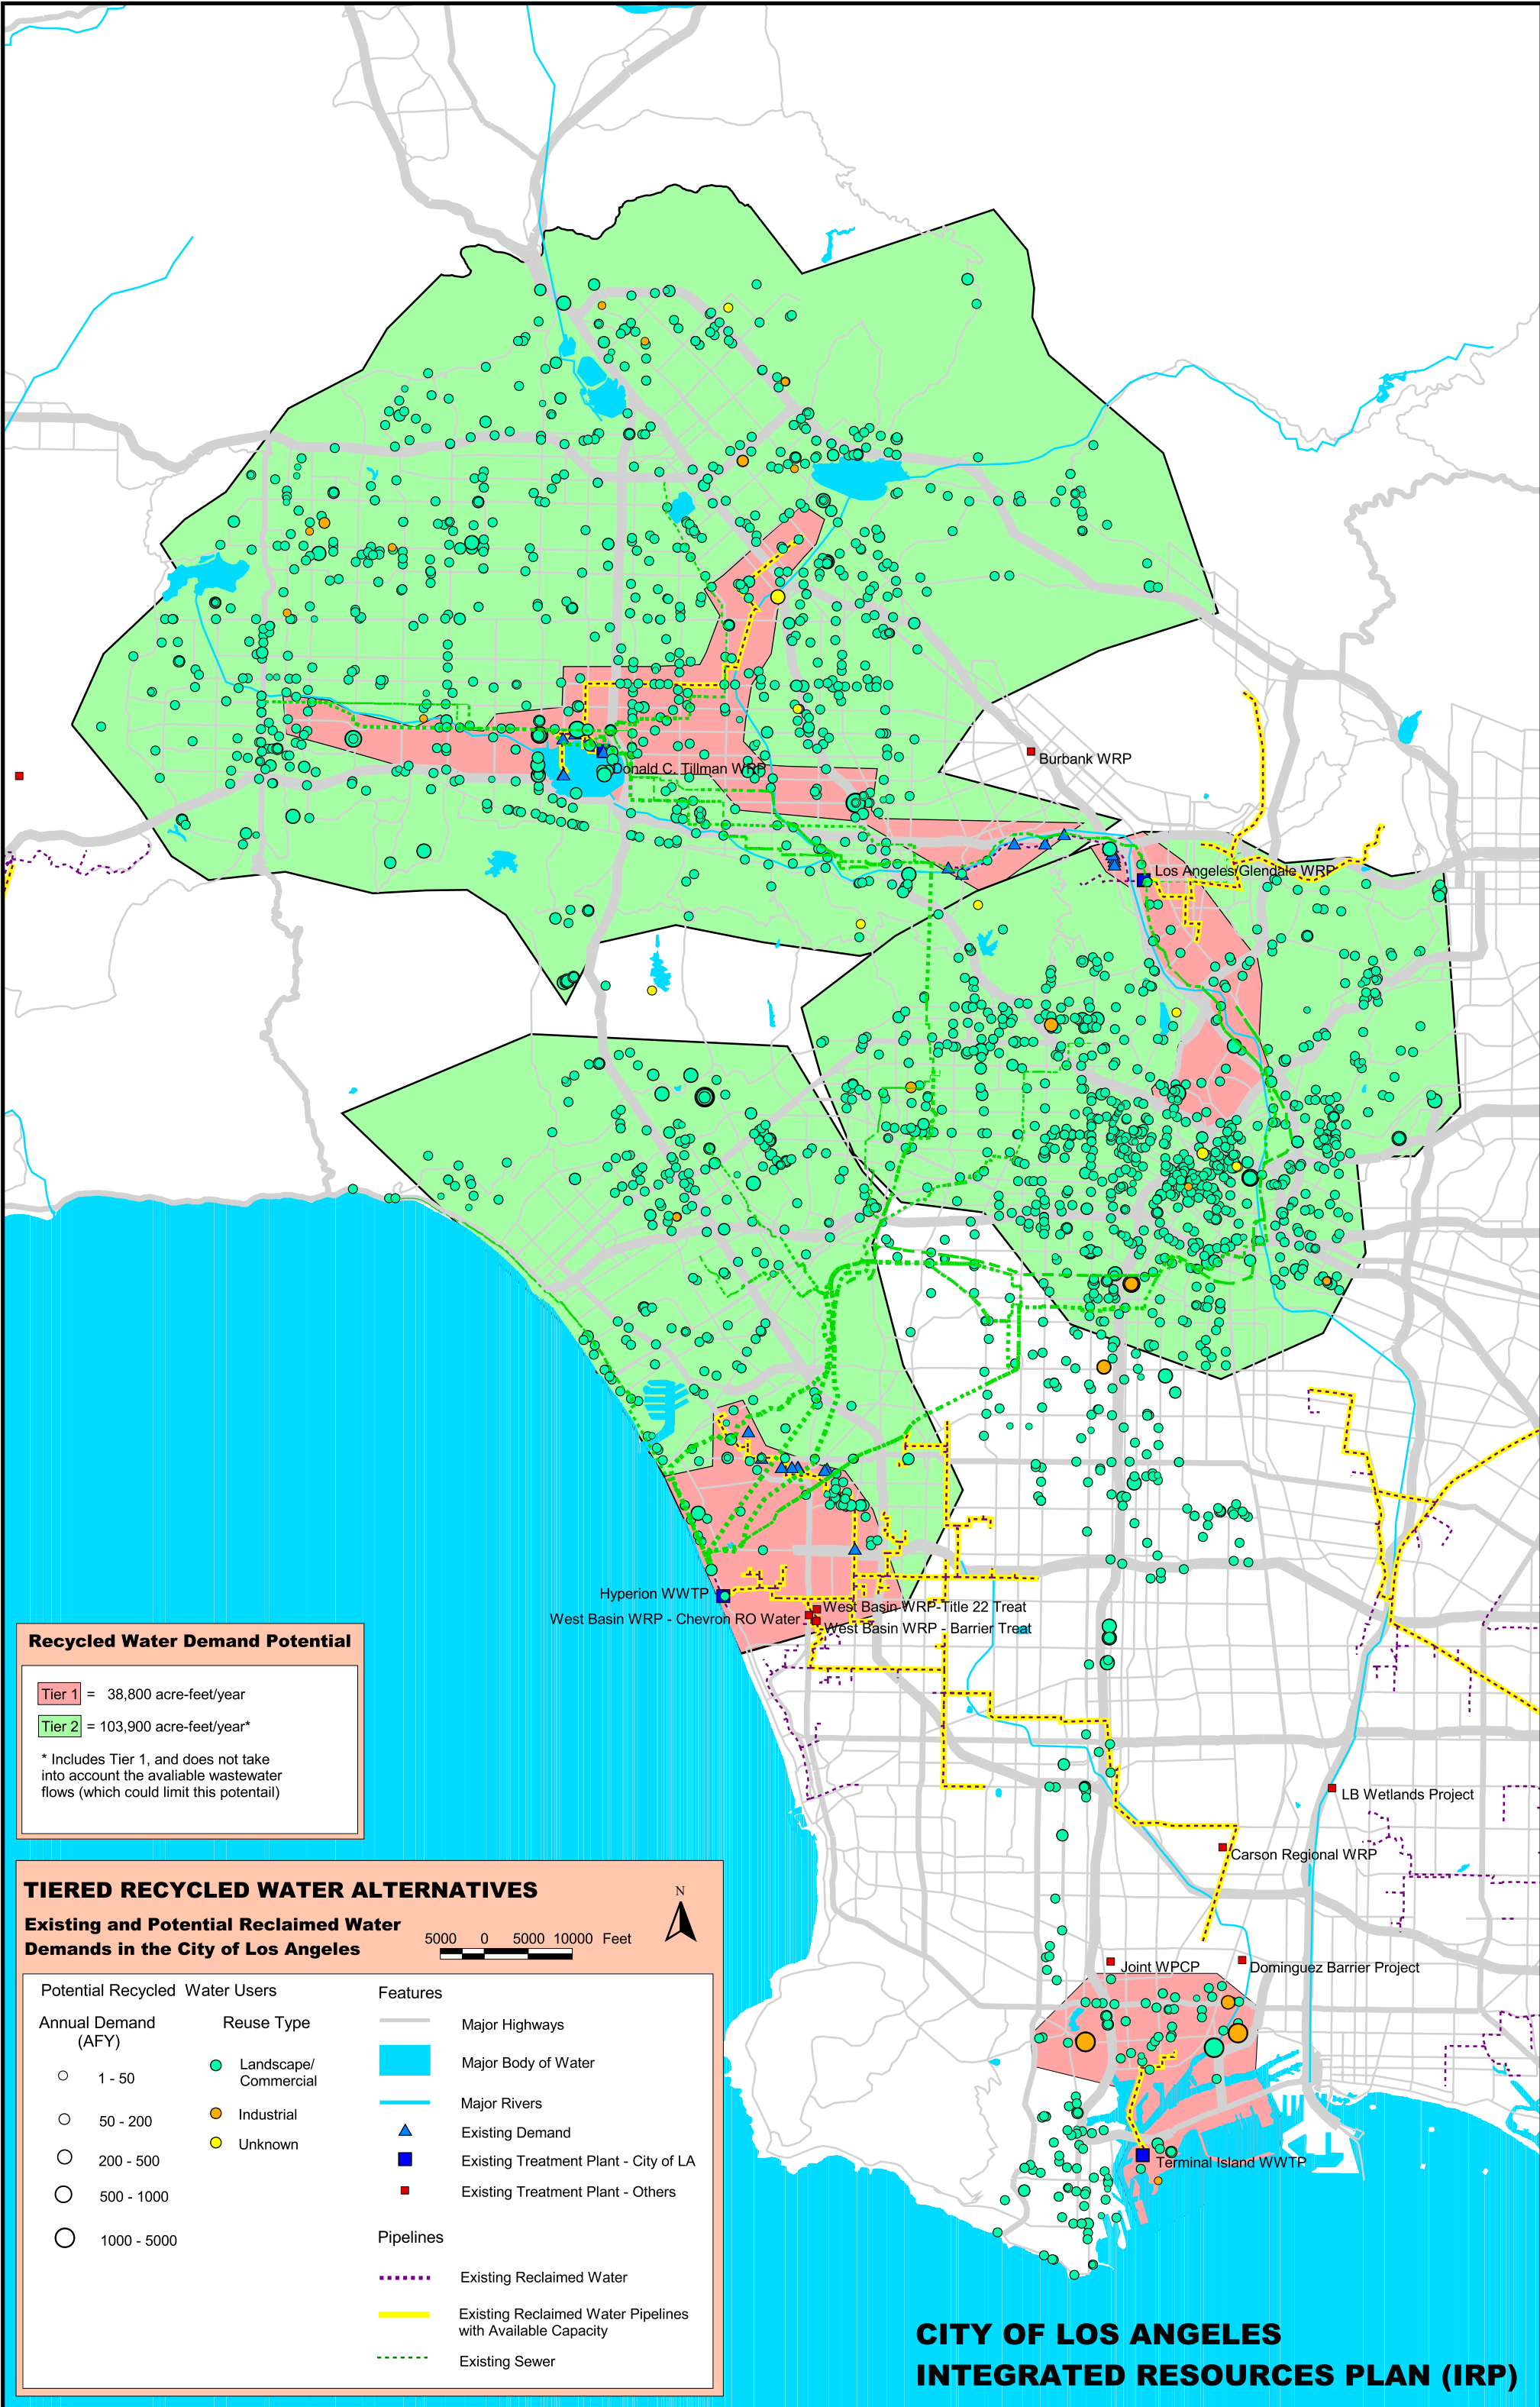 Burbank WRP
Donald C. Tillman WRP
Los Angeles/Glendale WRP
Hyperion WWTP
West Basin WRP-Title 22 Treat
West Basin WRP - Chevron RO Water
West Basin WRP - Barrier Treat
LB Wetlands Project
Carson Regional WRP
Joint WPCP
Dominguez Barrier Project
Terminal Island WWTP
Recycled Water Demand Potential
Tier 1 = 38,800 acre-feet/year
Tier 2 = 103,900 acre-feet/year*
* Includes Tier 1, and does not take
into account the avaliable wastewater
flows (which could limit this potentail)
TIERED RECYCLED WATER ALTERNATIVES
Existing and Potential Reclaimed Water
Demands in the City of Los Angeles
5000 0 5000 10000 Feet
N
Potential Recycled Water Users
Annual Demand
(AFY)
1 - 50
50 - 200
200 - 500
500 - 1000
1000 - 5000
Reuse Type
Landscape/
Commercial
Industrial
Unknown
Features
Major Highways
Major Body of Water
Major Rivers
Existing Demand
Existing Treatment Plant - City of LA
Existing Treatment Plant - Others
Pipelines
Existing Reclaimed Water
Existing Reclaimed Water Pipelines
with Available Capacity
Existing Sewer
CITY OF LOS ANGELES
INTEGRATED RESOURCES PLAN (IRP)